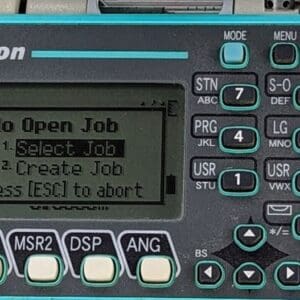 on
MODE MENU
STN S-O
ABC 7 DEF
o Open Job
1. Select Job
2. Create Job
ess [ESC] to abort
PRG LG
JKL 4 MNO
USR USR
STU 1 VWX
*/=
MSR2 DSP ANG
BS